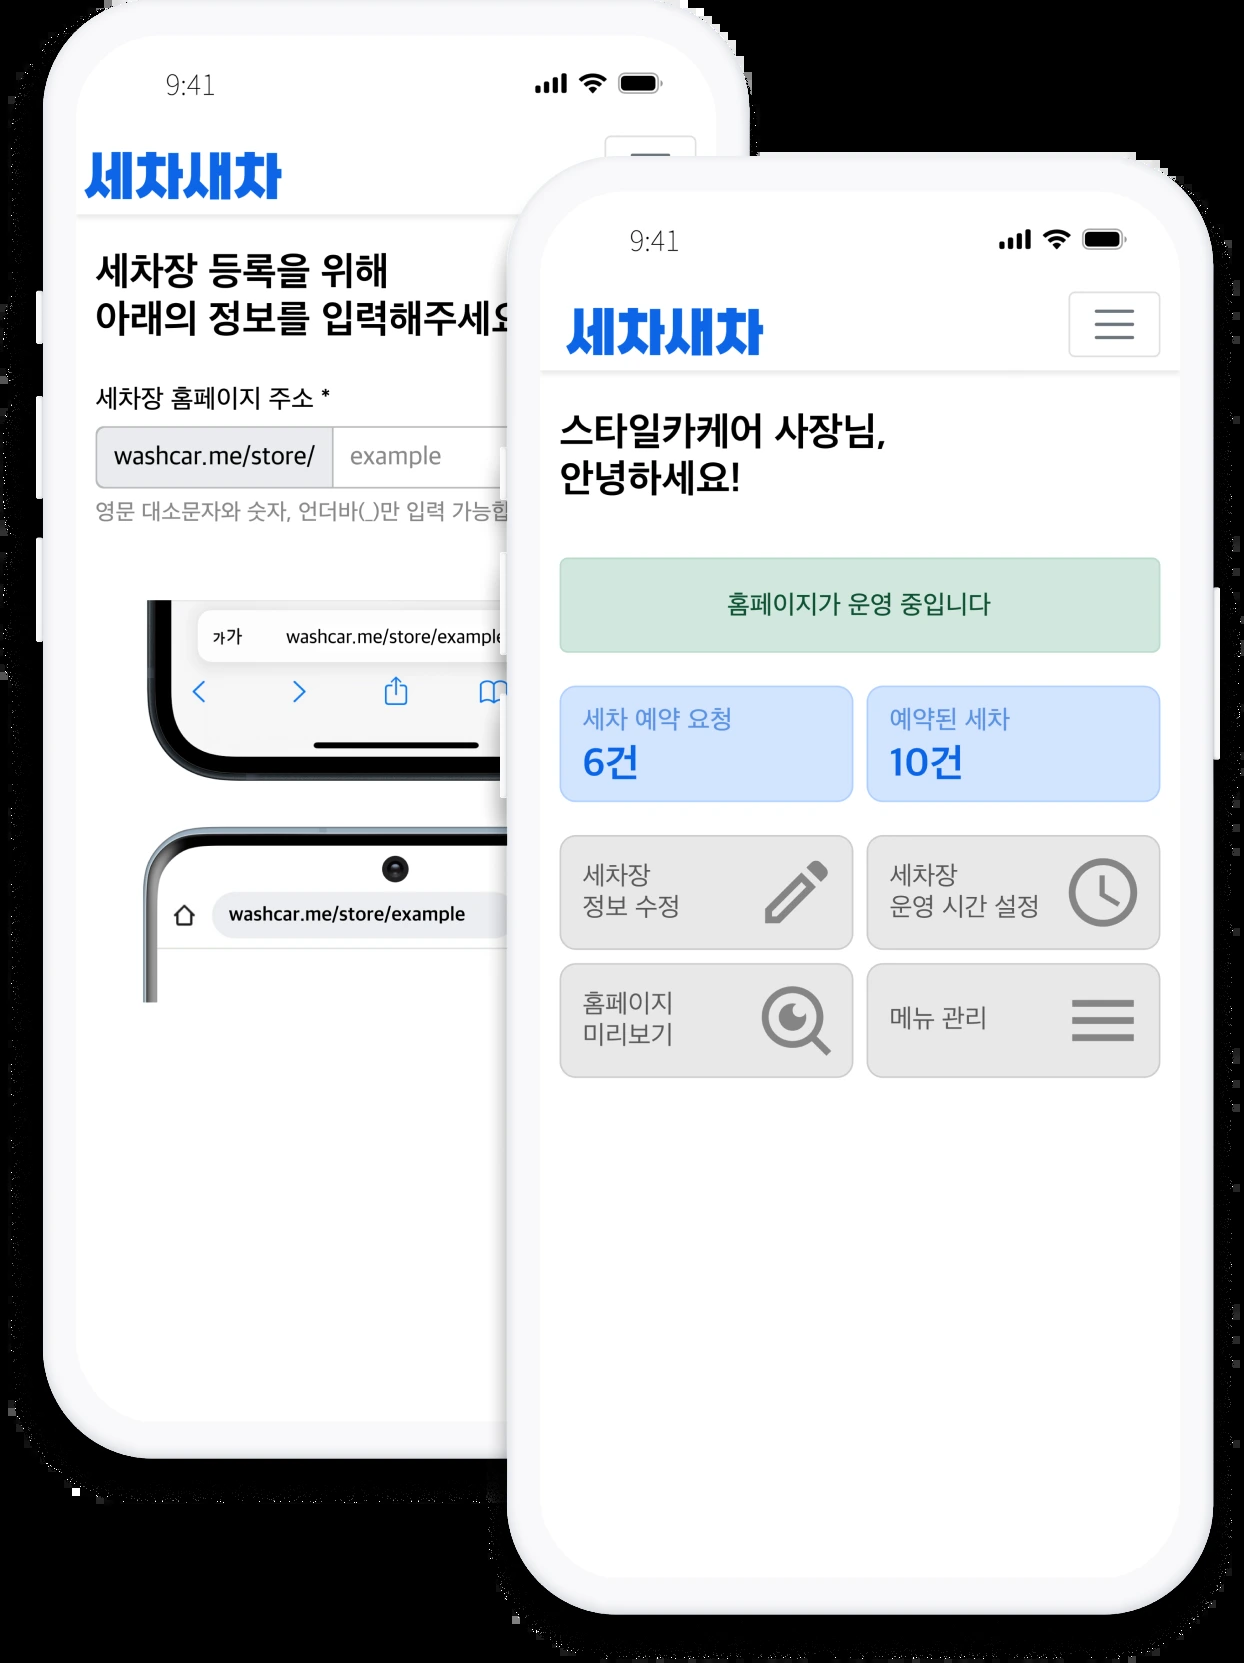 9:41
세차새차
세차장 등록을 위해
아래의 정보를 입력해주세요
세차장 홈페이지 주소 *
washcar.me/store/ example
영문 대소문자와 숫자, 언더바(_)만 입력 가능합
가가 washcar.me/store/example
washcar.me/store/example
9:41
세차새차
스타일카케어 사장님,
안녕하세요!
홈페이지가 운영 중입니다
세차 예약 요청
6건
예약된 세차
10건
세차장
정보 수정
세차장
운영 시간 설정
홈페이지
미리보기
메뉴 관리